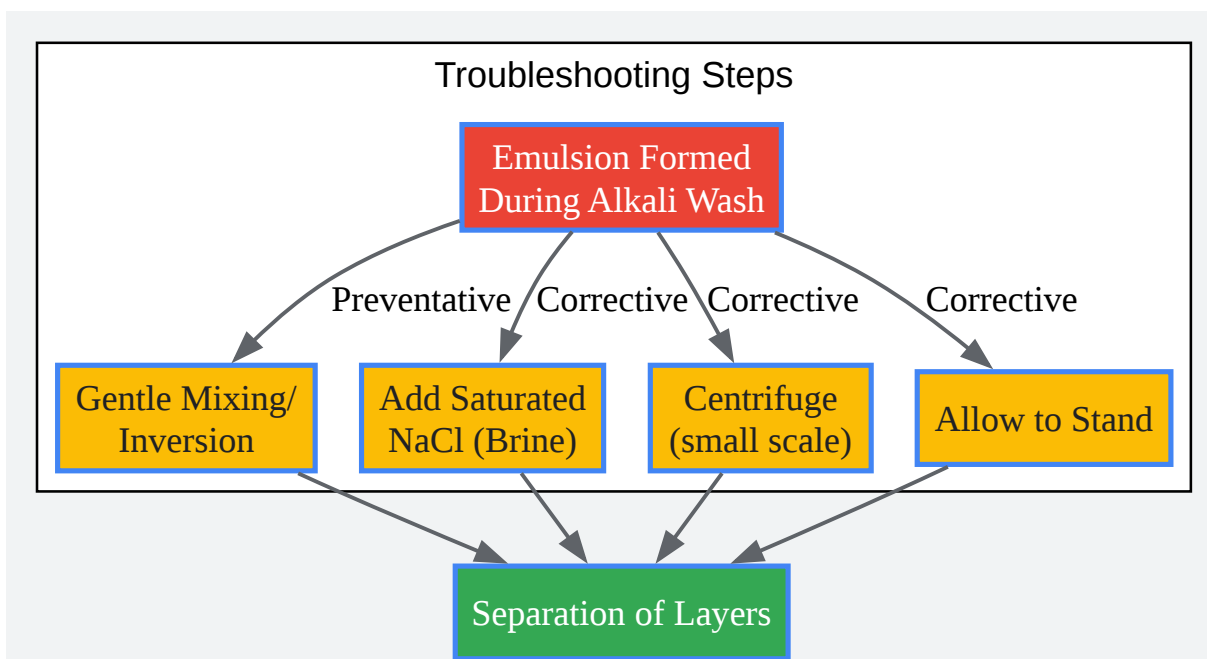 Troubleshooting Steps
Emulsion Formed
During Alkali Wash
Preventative
Corrective
Corrective
Corrective
Gentle Mixing/
Inversion
Add Saturated
NaCl (Brine)
Centrifuge
(small scale)
Allow to Stand
Separation of Layers